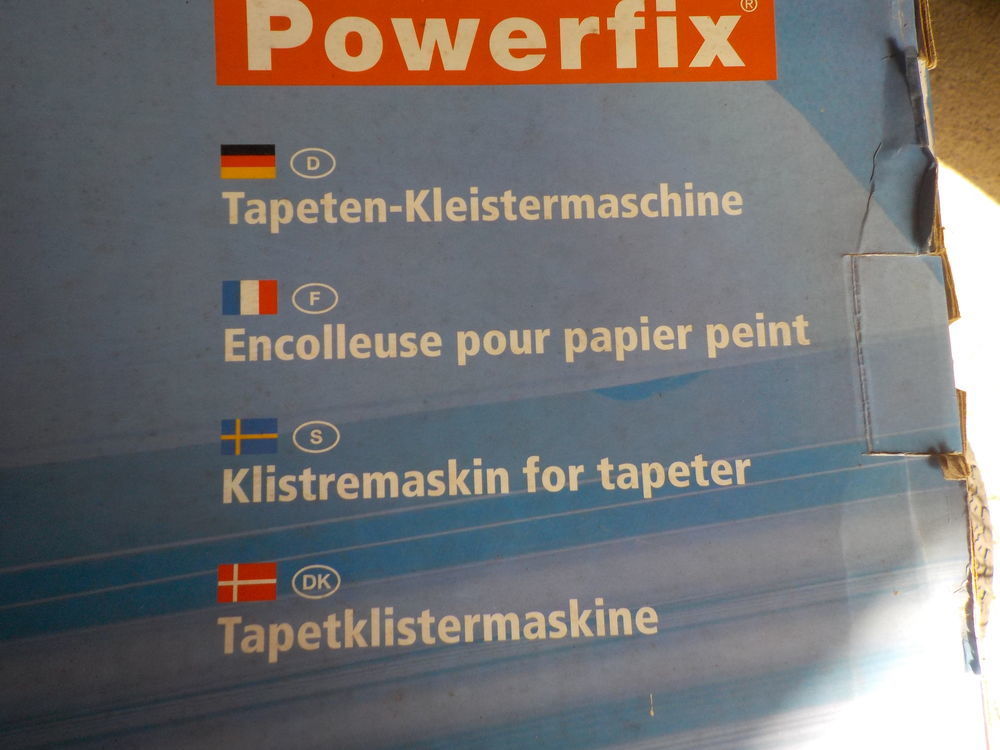 Powerfix®
D
Tapeten-Kleistermaschine
F
Encolleuse pour papier peint
S
Klistremaskin for tapeter
DK
Tapetklistermaskine